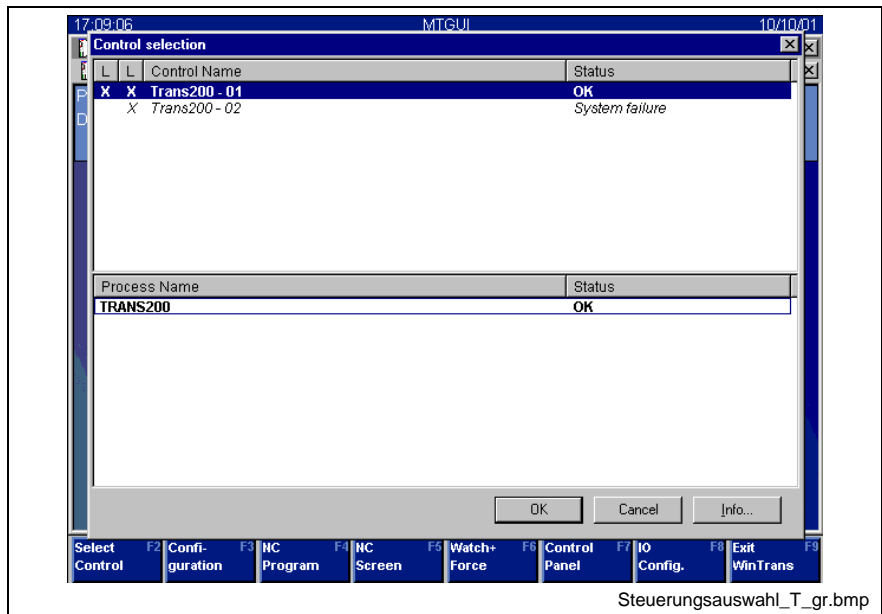 17:09:06 MTGUI 10/10/01
Control selection
L L Control Name Status
X X Trans200 - 01 OK
X Trans200 - 02 System failure
Process Name Status
TRANS200 OK
OK Cancel Info...
Select F2 Confi- F3 NC F4 NC F5 Watch+ F6 Control F7 IO F8 Exit F9
Control guration Program Screen Force Panel Config. WinTrans
Steuerungsauswahl_T_gr.bmp